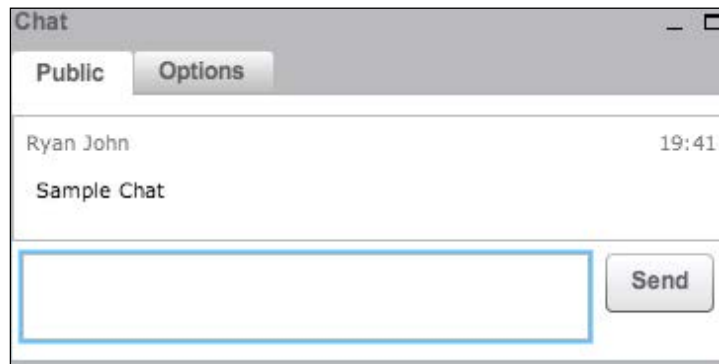 Chat
Public Options
Ryan John 19:41
Sample Chat
Send